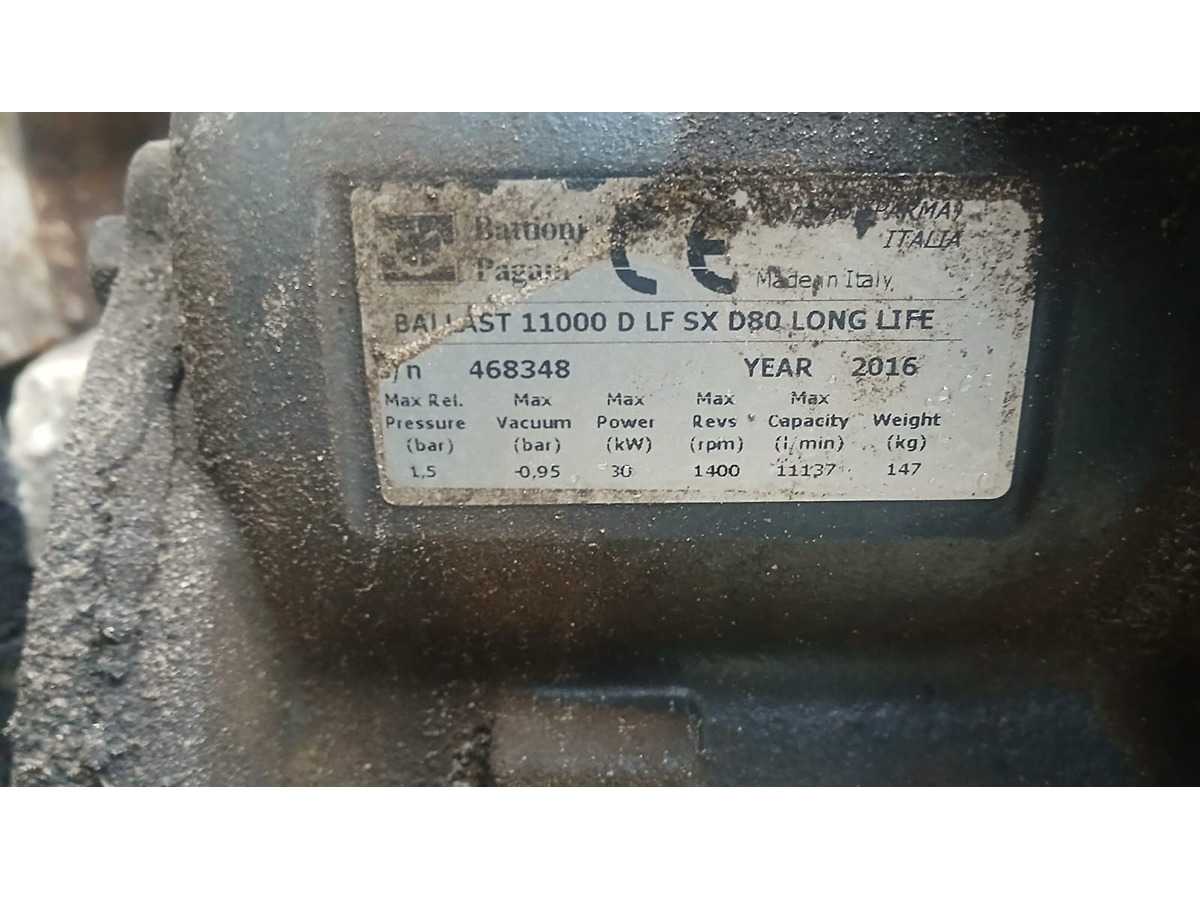 Battioni
Pagani
CE
PARMA)
ITALIA
Made in Italy
BALLAST 11000 D LF SX D80 LONG LIFE
s/n 468348 YEAR 2016
Max Rel. Max Max Max Max
Pressure Vacuum Power Revs Capacity Weight
(bar) (bar) (kW) (rpm) (l/min) (kg)
1,5 -0,95 30 1400 11137 147